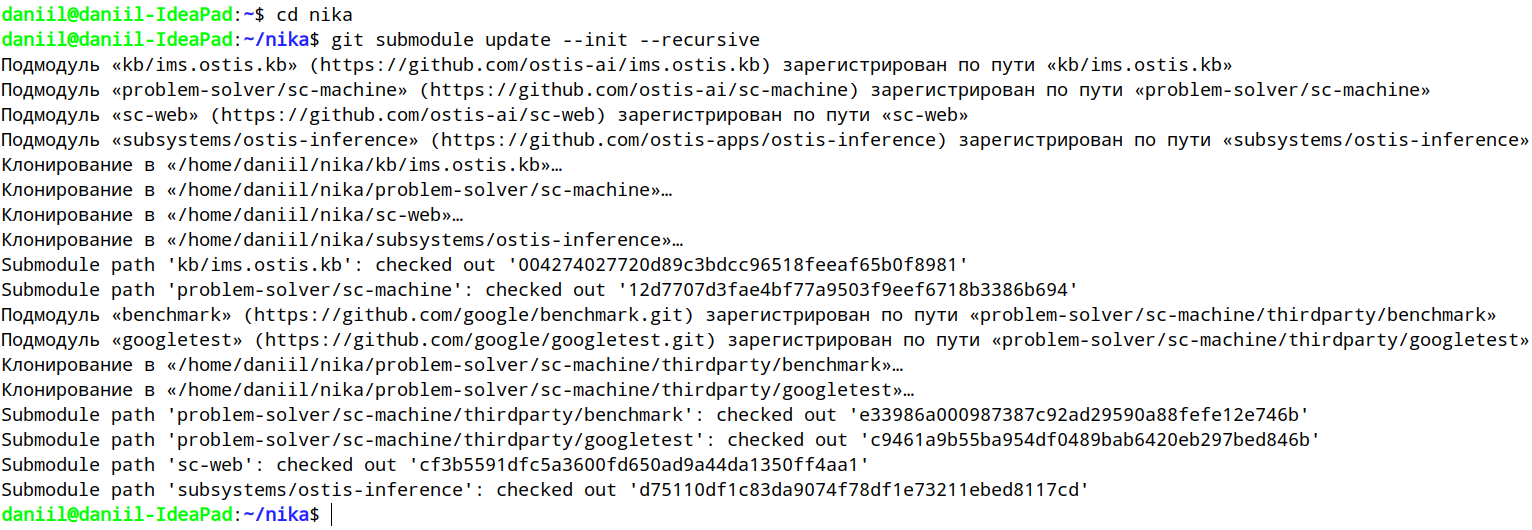 daniil@daniil-IdeaPad:~$ cd nika
daniil@daniil-IdeaPad:~/nika$ git submodule update --init --recursive
Подмодуль «kb/ims.ostis.kb» (https://github.com/ostis-ai/ims.ostis.kb) зарегистрирован по пути «kb/ims.ostis.kb»
Подмодуль «problem-solver/sc-machine» (https://github.com/ostis-ai/sc-machine) зарегистрирован по пути «problem-solver/sc-machine»
Подмодуль «sc-web» (https://github.com/ostis-ai/sc-web) зарегистрирован по пути «sc-web»
Подмодуль «subsystems/ostis-inference» (https://github.com/ostis-apps/ostis-inference) зарегистрирован по пути «subsystems/ostis-inference»
Клонирование в «/home/daniil/nika/kb/ims.ostis.kb»…
Клонирование в «/home/daniil/nika/problem-solver/sc-machine»…
Клонирование в «/home/daniil/nika/sc-web»…
Клонирование в «/home/daniil/nika/subsystems/ostis-inference»…
Submodule path 'kb/ims.ostis.kb': checked out '004274027720d89c3bdcc96518feeaf65b0f8981'
Submodule path 'problem-solver/sc-machine': checked out '12d7707d3fae4bf77a9503f9eef6718b3386b694'
Подмодуль «benchmark» (https://github.com/google/benchmark.git) зарегистрирован по пути «problem-solver/sc-machine/thirdparty/benchmark»
Подмодуль «googletest» (https://github.com/google/googletest.git) зарегистрирован по пути «problem-solver/sc-machine/thirdparty/googletest»
Клонирование в «/home/daniil/nika/problem-solver/sc-machine/thirdparty/benchmark»…
Клонирование в «/home/daniil/nika/problem-solver/sc-machine/thirdparty/googletest»…
Submodule path 'problem-solver/sc-machine/thirdparty/benchmark': checked out 'e33986a000987387c92ad29590a88fefe12e746b'
Submodule path 'problem-solver/sc-machine/thirdparty/googletest': checked out 'c9461a9b55ba954df0489bab6420eb297bed846b'
Submodule path 'sc-web': checked out 'cf3b5591dfc5a3600fd650ad9a44da1350ff4aa1'
Submodule path 'subsystems/ostis-inference': checked out 'd75110df1c83da9074f78df1e73211ebed8117cd'
daniil@daniil-IdeaPad:~/nika$